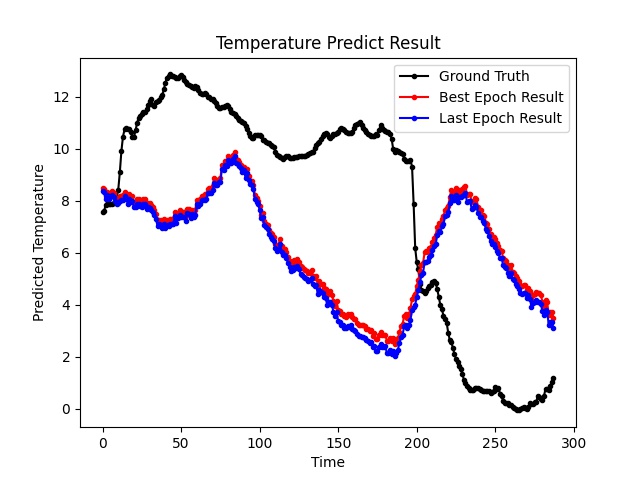 Temperature Predict Result
Ground Truth
Best Epoch Result
Last Epoch Result
12
10
8
6
4
2
0
Predicted Temperature
0
50
100
150
200
250
300
Time